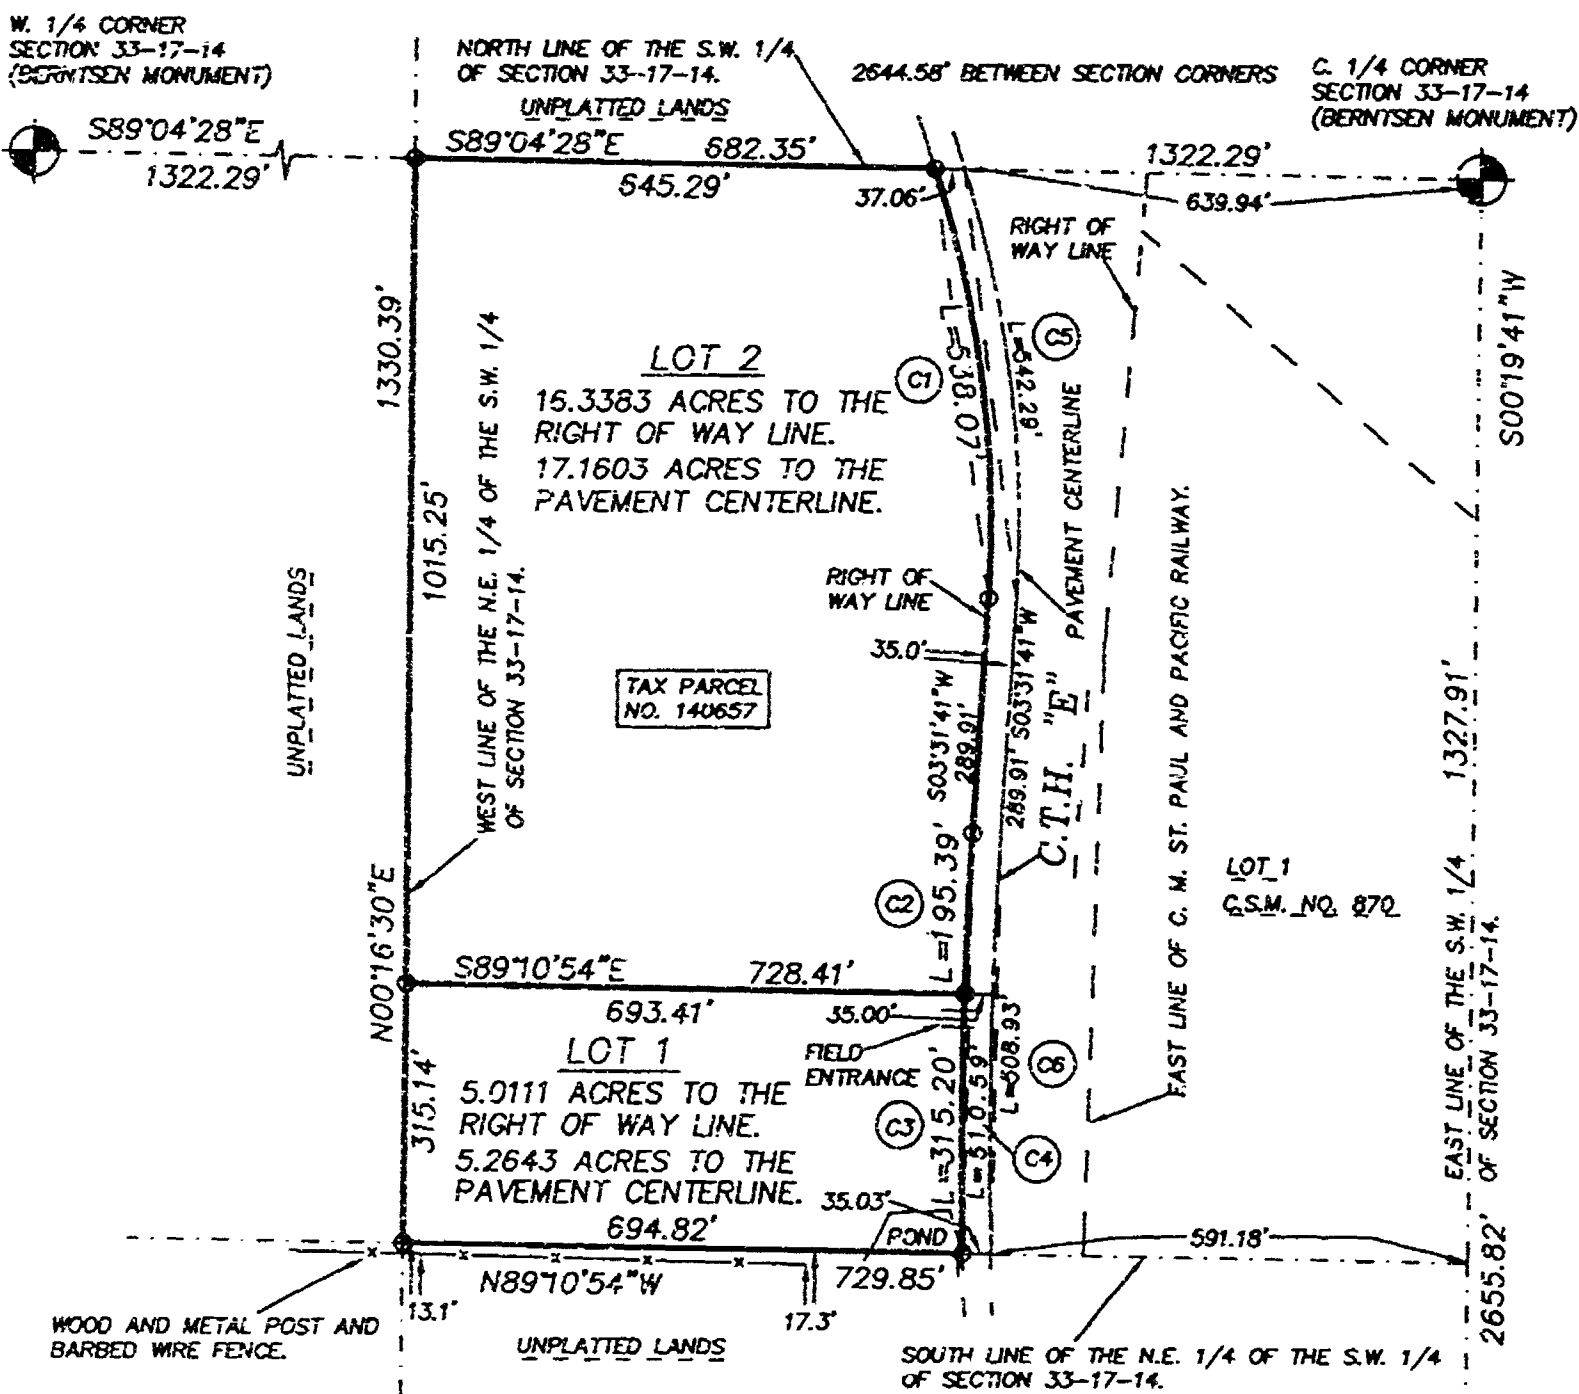 W. 1/4 CORNER
SECTION 33-17-14
(BERNTSEN MONUMENT)
NORTH LINE OF THE S.W. 1/4
OF SECTION 33-17-14.
UNPLATTED LANDS
2644.58' BETWEEN SECTION CORNERS
C. 1/4 CORNER
SECTION 33-17-14
(BERNTSEN MONUMENT)
S89°04'28"E
1322.29'
S89°04'28"E 682.35'
645.29'
37.06'
1322.29'
639.94'
RIGHT OF
WAY LINE
1330.39'
1015.25'
WEST LINE OF THE N.E. 1/4 OF THE S.W. 1/4
OF SECTION 33-17-14.
UNPLATTED LANDS
LOT 2
16.3383 ACRES TO THE
RIGHT OF WAY LINE.
17.1603 ACRES TO THE
PAVEMENT CENTERLINE.
C1
L=538.07'
C5
L=542.29'
PAVEMENT CENTERLINE
S00°19'41"W
RIGHT OF
WAY LINE
35.0'
TAX PARCEL
NO. 140657
S03°31'41"W
289.91'
289.91' S03°31'41"W
C.T.H. "E"
EAST LINE OF C. M. ST. PAUL AND PACIFIC RAILWAY.
1327.91'
LOT 1
C.S.M. NO. 870
EAST LINE OF THE S.W. 1/4
OF SECTION 33-17-14.
2655.82'
C2
L=195.39'
N00°16'30"E
S89°10'54"E 728.41'
693.41'
35.00'
FIELD
ENTRANCE
LOT 1
5.0111 ACRES TO THE
RIGHT OF WAY LINE.
5.2643 ACRES TO THE
PAVEMENT CENTERLINE.
315.14'
C3
L=315.20'
L=510.59'
L=508.93'
C6
C4
35.03'
POND
694.82'
N89°10'54"W
729.85'
591.18'
13.1'
17.3'
WOOD AND METAL POST AND
BARBED WIRE FENCE.
UNPLATTED LANDS
SOUTH LINE OF THE N.E. 1/4 OF THE S.W. 1/4
OF SECTION 33-17-14.